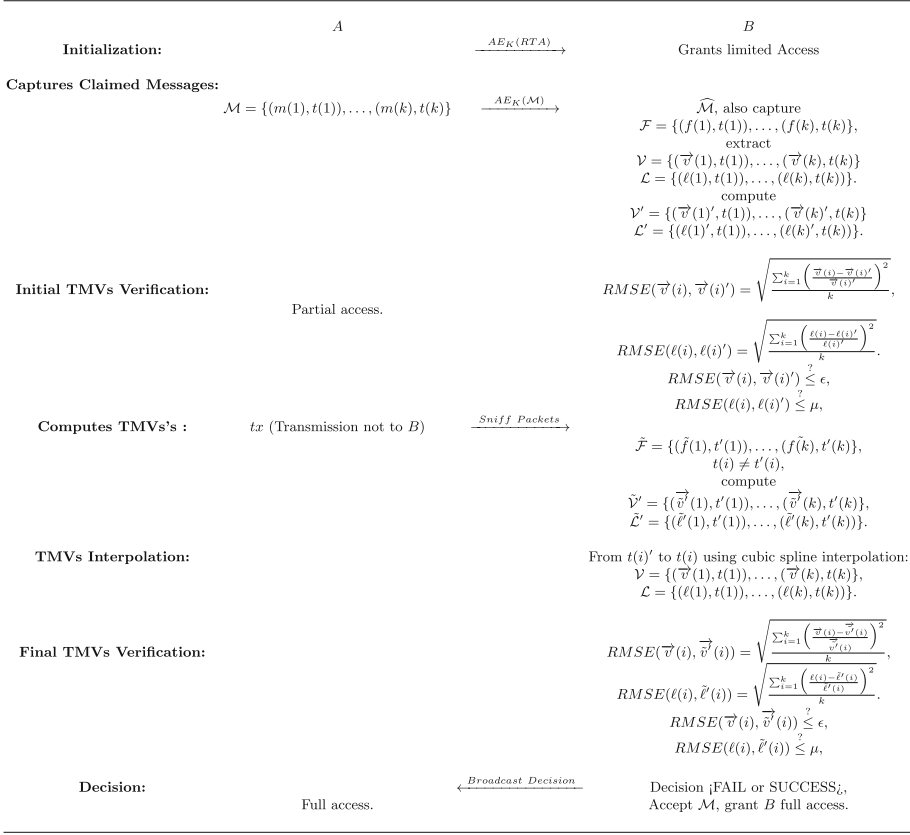 A B
Initialization: AE_K(RTA) Grants limited Access
Captures Claimed Messages:
M = {(m(1), t(1)), . . . , (m(k), t(k)} AE_K(M) M̂, also capture
F = {(f(1), t(1)), . . . , (f(k), t(k)},
extract
V = {(v⃗(1), t(1)), . . . , (v⃗(k), t(k)}
L = {(ℓ(1), t(1)), . . . , (ℓ(k), t(k))}.
compute
V′ = {(v⃗(1)′, t(1)), . . . , (v⃗(k)′, t(k)}
L′ = {(ℓ(1)′, t(1)), . . . , (ℓ(k)′, t(k))}.
Initial TMVs Verification: RMSE(v⃗(i), v⃗(i)′) = √(∑_{i=1}^k ((v⃗(i)−v⃗(i)′)/v⃗(i)′)² / k),
Partial access.
RMSE(ℓ(i), ℓ(i)′) = √(∑_{i=1}^k ((ℓ(i)−ℓ(i)′)/ℓ(i)′)² / k).
RMSE(v⃗(i), v⃗(i)′) ≤? ϵ,
RMSE(ℓ(i), ℓ(i)′) ≤? μ,
Computes TMVs's : tx (Transmission not to B) Sniff Packets
F̃ = {(f̃(1), t′(1)), . . . , (f̃(k), t′(k)},
t(i) ≠ t′(i),
compute
Ṽ′ = {(ṽ⃗′(1), t′(1)), . . . , (ṽ⃗′(k), t′(k)},
L̃′ = {(ℓ̃′(1), t′(1)), . . . , (ℓ̃′(k), t′(k))}.
TMVs Interpolation: From t(i)′ to t(i) using cubic spline interpolation:
V = {(v⃗(1), t(1)), . . . , (v⃗(k), t(k)},
L = {(ℓ(1), t(1)), . . . , (ℓ(k), t(k))}.
Final TMVs Verification: RMSE(v⃗(i), ṽ⃗′(i)) = √(∑_{i=1}^k ((v⃗(i)−ṽ⃗′(i))/ṽ⃗′(i))² / k),
RMSE(ℓ(i), ℓ̃′(i)) = √(∑_{i=1}^k ((ℓ(i)−ℓ̃′(i))/ℓ̃′(i))² / k).
RMSE(v⃗(i), ṽ⃗′(i)) ≤? ϵ,
RMSE(ℓ(i), ℓ̃′(i)) ≤? μ,
Decision: Broadcast Decision Decision ¡FAIL or SUCCESS¿,
Full access. Accept M, grant B full access.